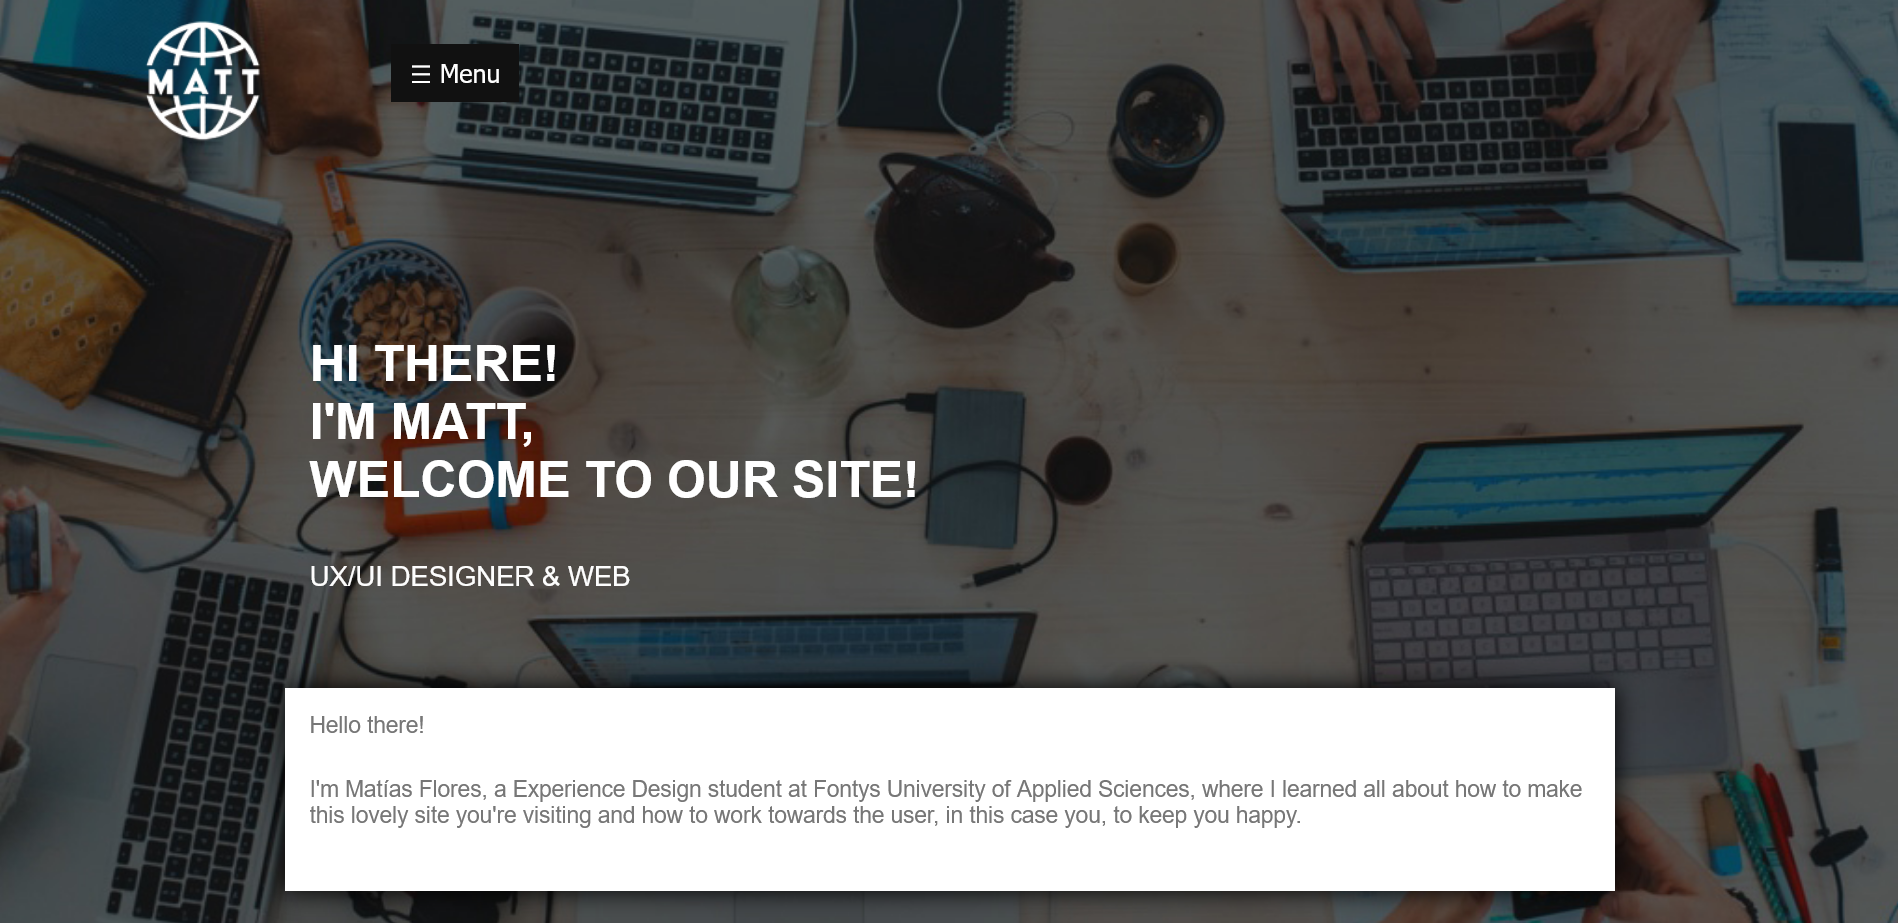 MATT
☰ Menu
HI THERE!
I'M MATT,
WELCOME TO OUR SITE!
UX/UI DESIGNER & WEB
Hello there!
I'm Matías Flores, a Experience Design student at Fontys University of Applied Sciences, where I learned all about how to make
this lovely site you're visiting and how to work towards the user, in this case you, to keep you happy.